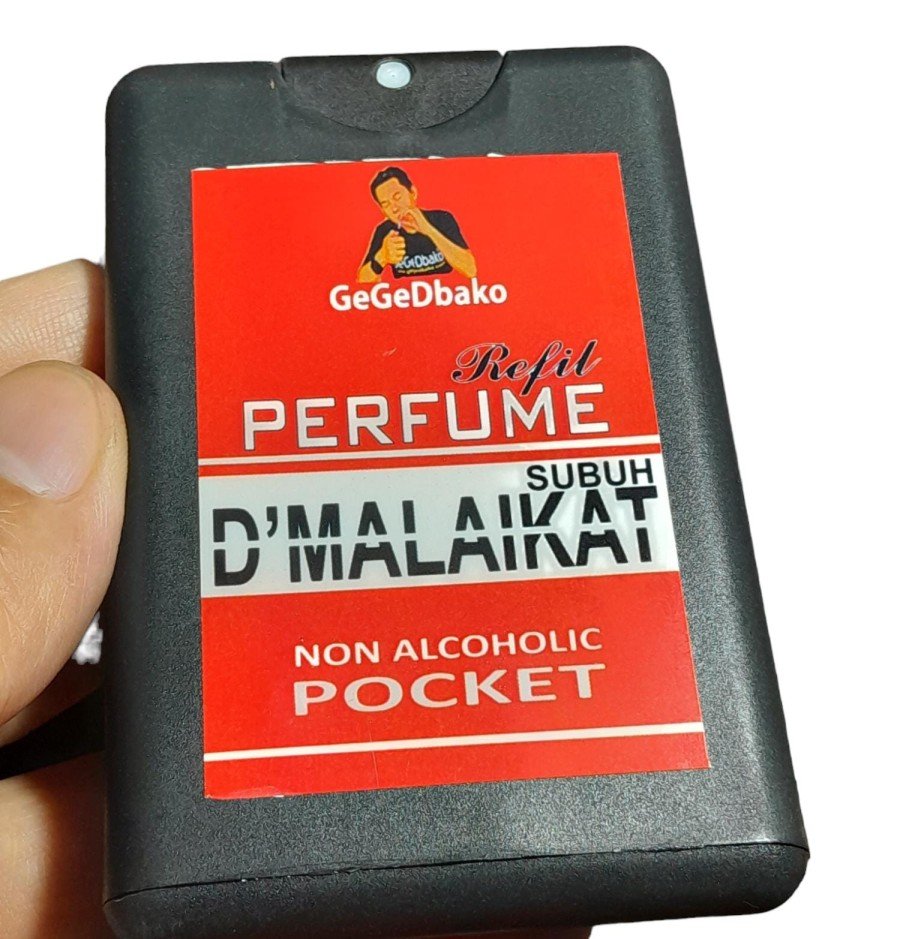 GeGeDbako
Refil
PERFUME
SUBUH
D'MALAIKAT
NON ALCOHOLIC
POCKET